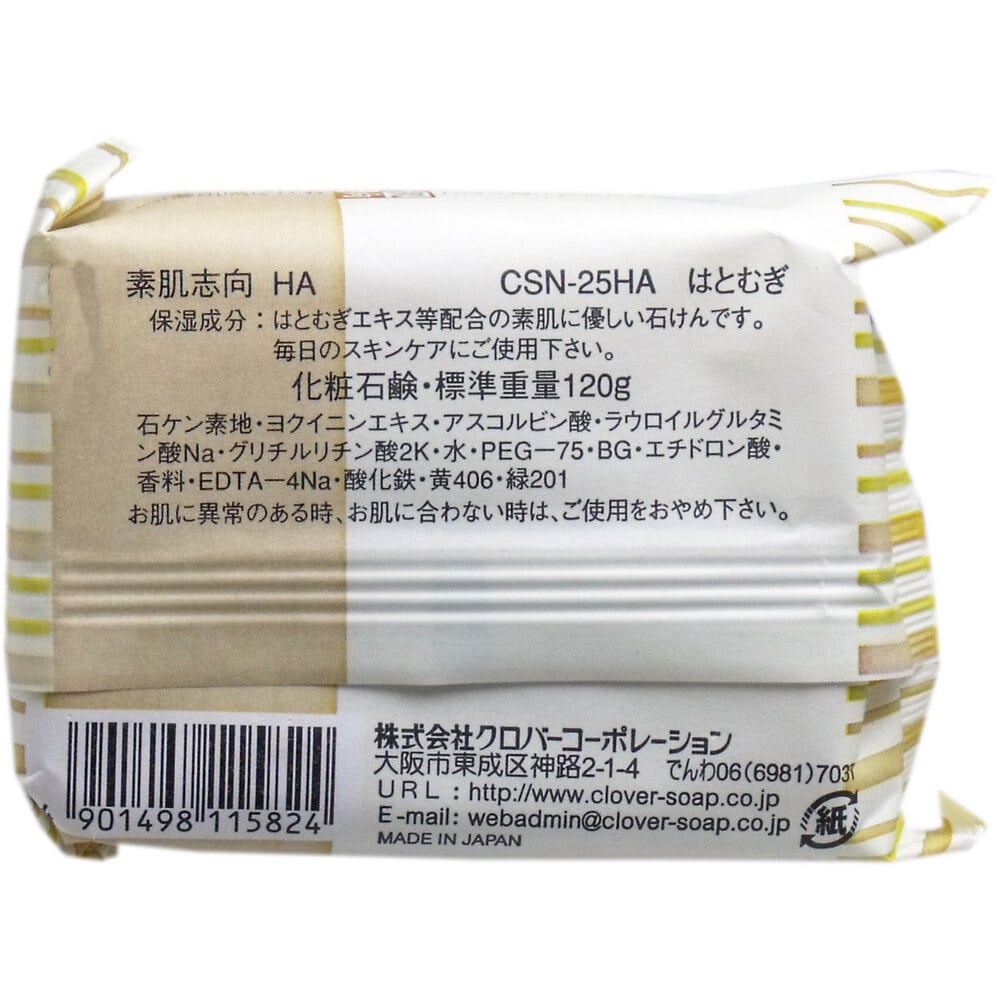 素肌志向 HA CSN-25HA はとむぎ
保湿成分：はとむぎエキス等配合の素肌に優しい石けんです。
毎日のスキンケアにご使用下さい。
化粧石鹸・標準重量120g
石ケン素地・ヨクイニンエキス・アスコルビン酸・ラウロイルグルタミ
ン酸Na・グリチルリチン酸2K・水・PEG－75・BG・エチドロン酸・
香料・EDTA－4Na・酸化鉄・黄406・緑201
お肌に異常のある時、お肌に合わない時は、ご使用をおやめ下さい。
株式会社クロバーコーポレーション
大阪市東成区神路2-1-4 でんわ06(6981)703
URL：http://www.clover-soap.co.jp
E-mail: webadmin@clover-soap.co.jp
MADE IN JAPAN
紙
4 901498 115824